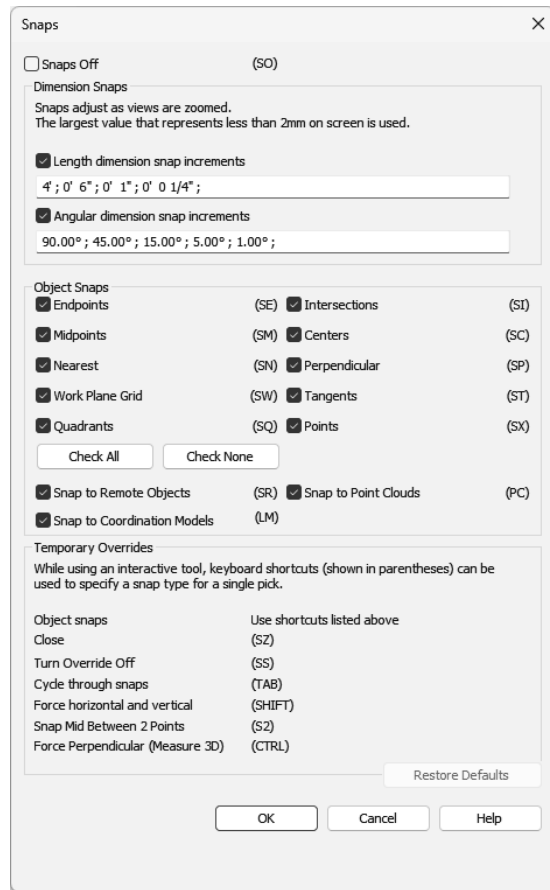 Snaps
Snaps Off (SO)
Dimension Snaps
Snaps adjust as views are zoomed.
The largest value that represents less than 2mm on screen is used.
Length dimension snap increments
4' ; 0' 6" ; 0' 1" ; 0' 0 1/4" ;
Angular dimension snap increments
90.00° ; 45.00° ; 15.00° ; 5.00° ; 1.00° ;
Object Snaps
Endpoints (SE) Intersections (SI)
Midpoints (SM) Centers (SC)
Nearest (SN) Perpendicular (SP)
Work Plane Grid (SW) Tangents (ST)
Quadrants (SQ) Points (SX)
Check All Check None
Snap to Remote Objects (SR) Snap to Point Clouds (PC)
Snap to Coordination Models (LM)
Temporary Overrides
While using an interactive tool, keyboard shortcuts (shown in parentheses) can be
used to specify a snap type for a single pick.
Object snaps Use shortcuts listed above
Close (SZ)
Turn Override Off (SS)
Cycle through snaps (TAB)
Force horizontal and vertical (SHIFT)
Snap Mid Between 2 Points (S2)
Force Perpendicular (Measure 3D) (CTRL)
Restore Defaults
OK Cancel Help